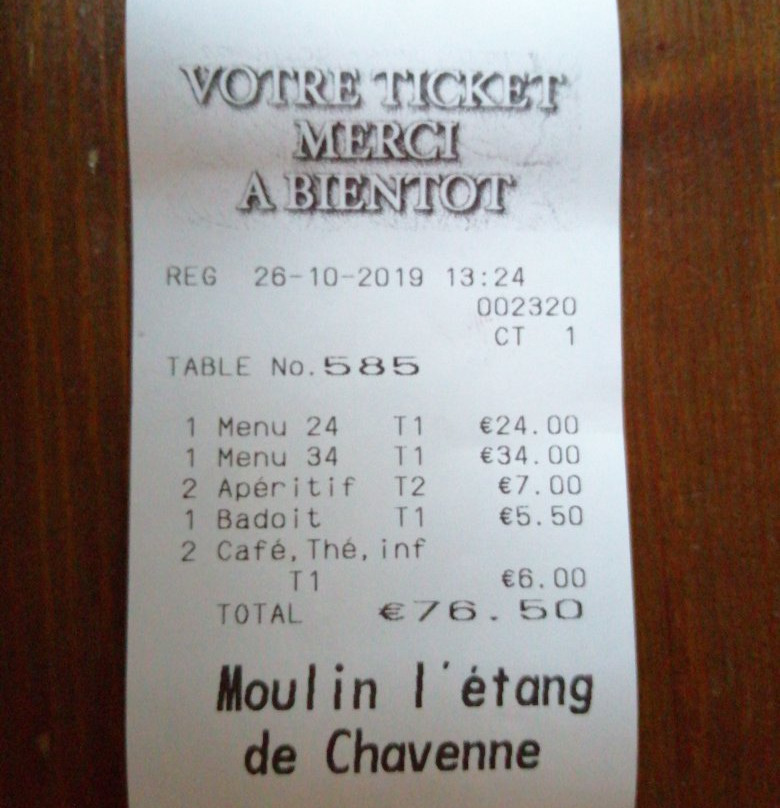 VOTRE TICKET
MERCI
A BIENTOT
REG 26-10-2019 13:24
002320
CT 1
TABLE No.585
1 Menu 24 T1 €24.00
1 Menu 34 T1 €34.00
2 Apéritif T2 €7.00
1 Badoit T1 €5.50
2 Café,Thé,inf
T1 €6.00
TOTAL €76.50
Moulin l'étang
de Chavenne